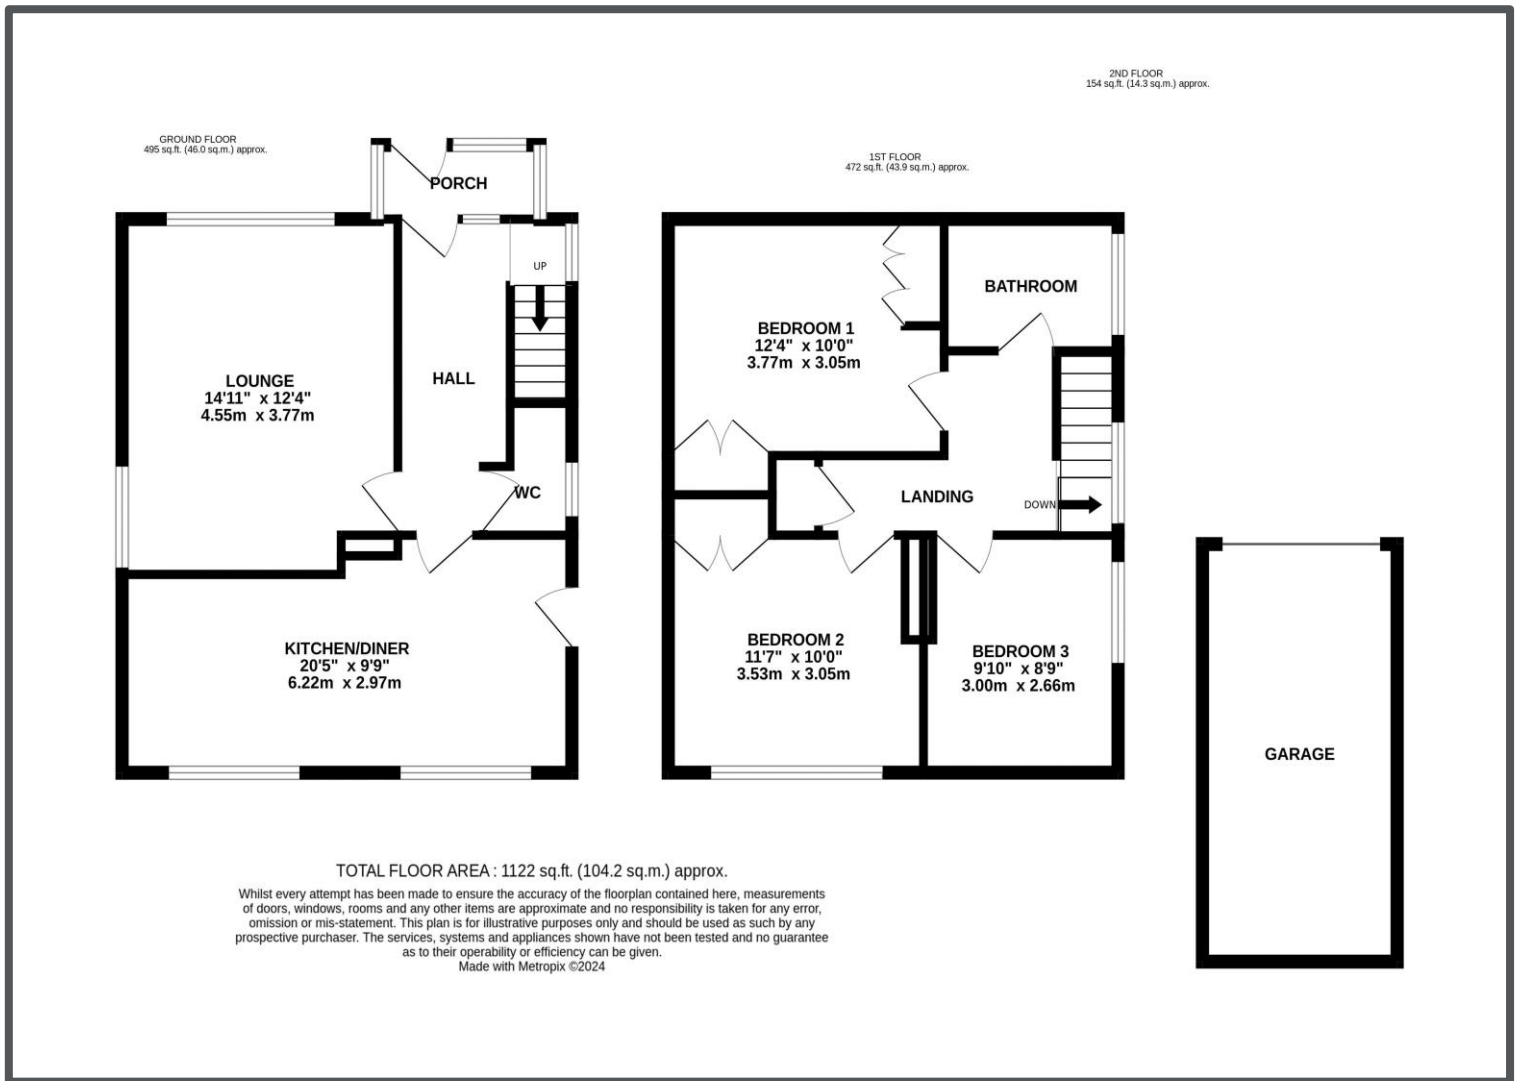 2ND FLOOR
154 sq.ft. (14.3 sq.m.) approx.
GROUND FLOOR
495 sq.ft. (46.0 sq.m.) approx.
1ST FLOOR
472 sq.ft. (43.9 sq.m.) approx.
PORCH
UP
HALL
LOUNGE
14'11" x 12'4"
4.55m x 3.77m
WC
KITCHEN/DINER
20'5" x 9'9"
6.22m x 2.97m
BATHROOM
BEDROOM 1
12'4" x 10'0"
3.77m x 3.05m
LANDING
DOWN
BEDROOM 2
11'7" x 10'0"
3.53m x 3.05m
BEDROOM 3
9'10" x 8'9"
3.00m x 2.66m
GARAGE
TOTAL FLOOR AREA : 1122 sq.ft. (104.2 sq.m.) approx.
Whilst every attempt has been made to ensure the accuracy of the floorplan contained here, measurements
of doors, windows, rooms and any other items are approximate and no responsibility is taken for any error,
omission or mis-statement. This plan is for illustrative purposes only and should be used as such by any
prospective purchaser. The services, systems and appliances shown have not been tested and no guarantee
as to their operability or efficiency can be given.
Made with Metropix ©2024